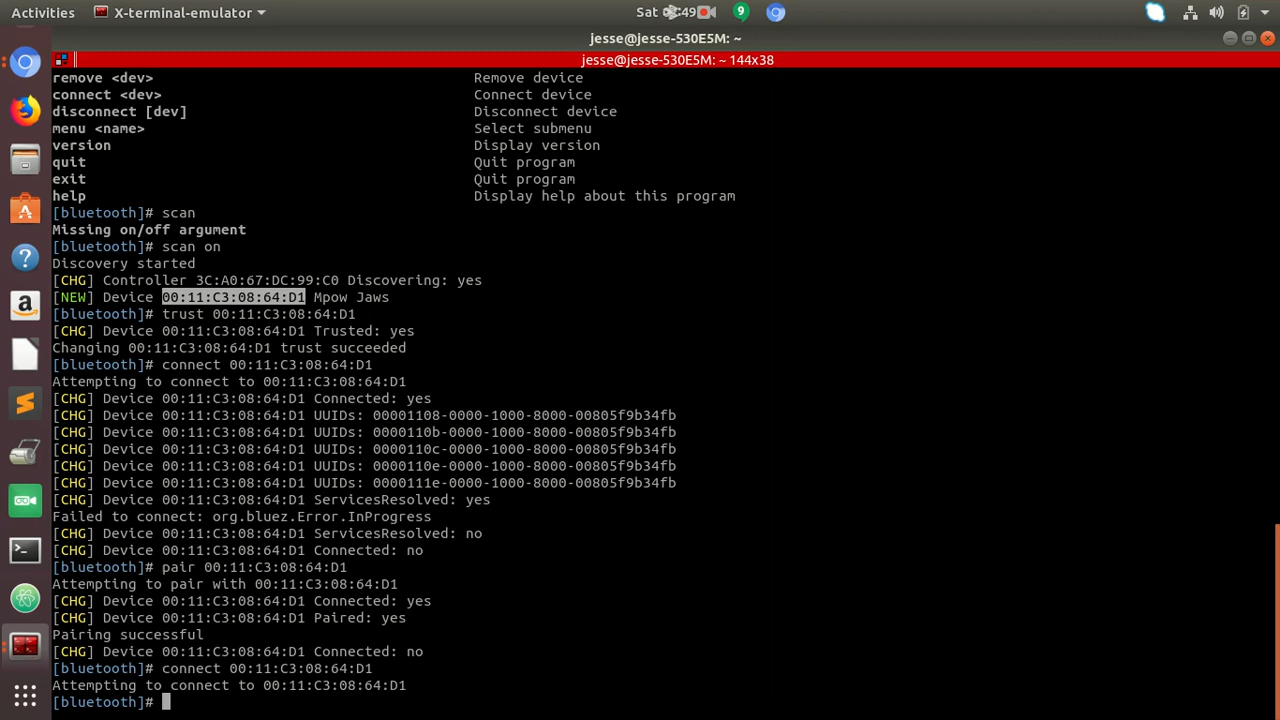 Activities X-terminal-emulator Sat :49 9
jesse@jesse-530E5M: ~
jesse@jesse-530E5M: ~ 144x38
remove <dev> Remove device
connect <dev> Connect device
disconnect [dev] Disconnect device
menu <name> Select submenu
version Display version
quit Quit program
exit Quit program
help Display help about this program
[bluetooth]# scan
Missing on/off argument
[bluetooth]# scan on
Discovery started
[CHG] Controller 3C:A0:67:DC:99:C0 Discovering: yes
[NEW] Device 00:11:C3:08:64:D1 Mpow Jaws
[bluetooth]# trust 00:11:C3:08:64:D1
[CHG] Device 00:11:C3:08:64:D1 Trusted: yes
Changing 00:11:C3:08:64:D1 trust succeeded
[bluetooth]# connect 00:11:C3:08:64:D1
Attempting to connect to 00:11:C3:08:64:D1
[CHG] Device 00:11:C3:08:64:D1 Connected: yes
[CHG] Device 00:11:C3:08:64:D1 UUIDs: 00001108-0000-1000-8000-00805f9b34fb
[CHG] Device 00:11:C3:08:64:D1 UUIDs: 0000110b-0000-1000-8000-00805f9b34fb
[CHG] Device 00:11:C3:08:64:D1 UUIDs: 0000110c-0000-1000-8000-00805f9b34fb
[CHG] Device 00:11:C3:08:64:D1 UUIDs: 0000110e-0000-1000-8000-00805f9b34fb
[CHG] Device 00:11:C3:08:64:D1 UUIDs: 0000111e-0000-1000-8000-00805f9b34fb
[CHG] Device 00:11:C3:08:64:D1 ServicesResolved: yes
Failed to connect: org.bluez.Error.InProgress
[CHG] Device 00:11:C3:08:64:D1 ServicesResolved: no
[CHG] Device 00:11:C3:08:64:D1 Connected: no
[bluetooth]# pair 00:11:C3:08:64:D1
Attempting to pair with 00:11:C3:08:64:D1
[CHG] Device 00:11:C3:08:64:D1 Connected: yes
[CHG] Device 00:11:C3:08:64:D1 Paired: yes
Pairing successful
[CHG] Device 00:11:C3:08:64:D1 Connected: no
[bluetooth]# connect 00:11:C3:08:64:D1
Attempting to connect to 00:11:C3:08:64:D1
[bluetooth]#